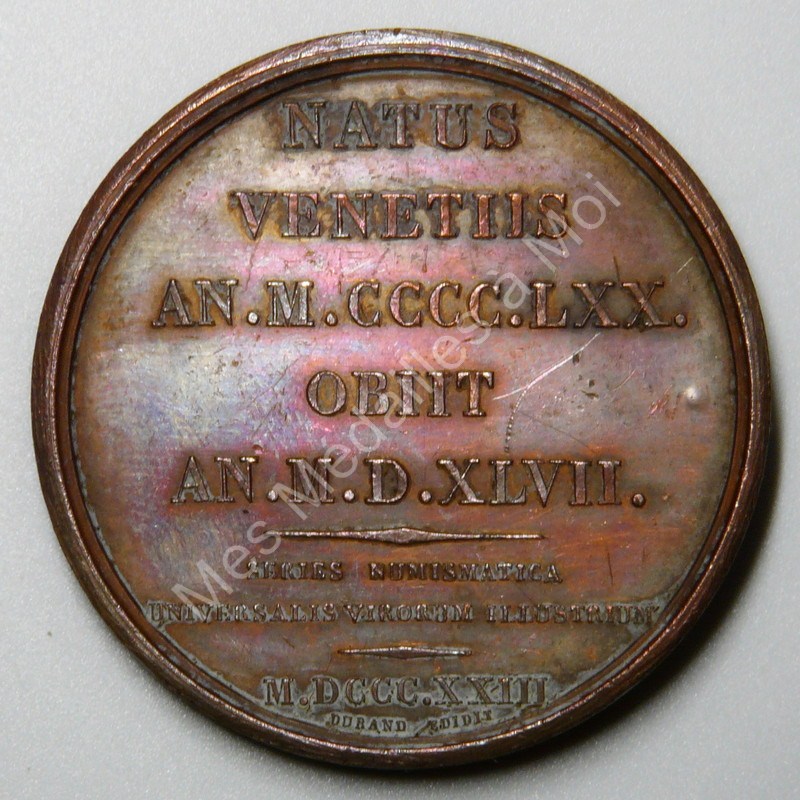 NATUS
VENETIJS
AN.M.CCCC.LXX.
OBIIT
AN.M.D.XLVII.
SERIES NUMISMATICA
UNIVERSALIS VIRORUM ILLUSTRIUM
M.DCCC.XXIII
DURAND EDIDIT
Mes Médailles à Moi